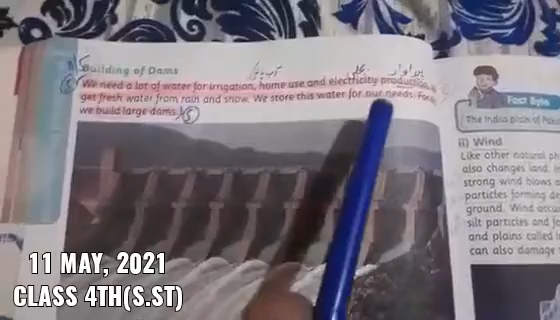 Building of Dams
We need a lot of water for irrigation, home use and electricity
get fresh water from rain and snow. We store this water for our needs. For
we build large dams.
5
Fact Byte
The Indus plain of
ii) Wind
Like other natural
also changes land.
strong wind blows
particles forming
ground. Wind
silt particles and
and plains called
can also damage
11 MAY, 2021
CLASS 4TH(S.ST)